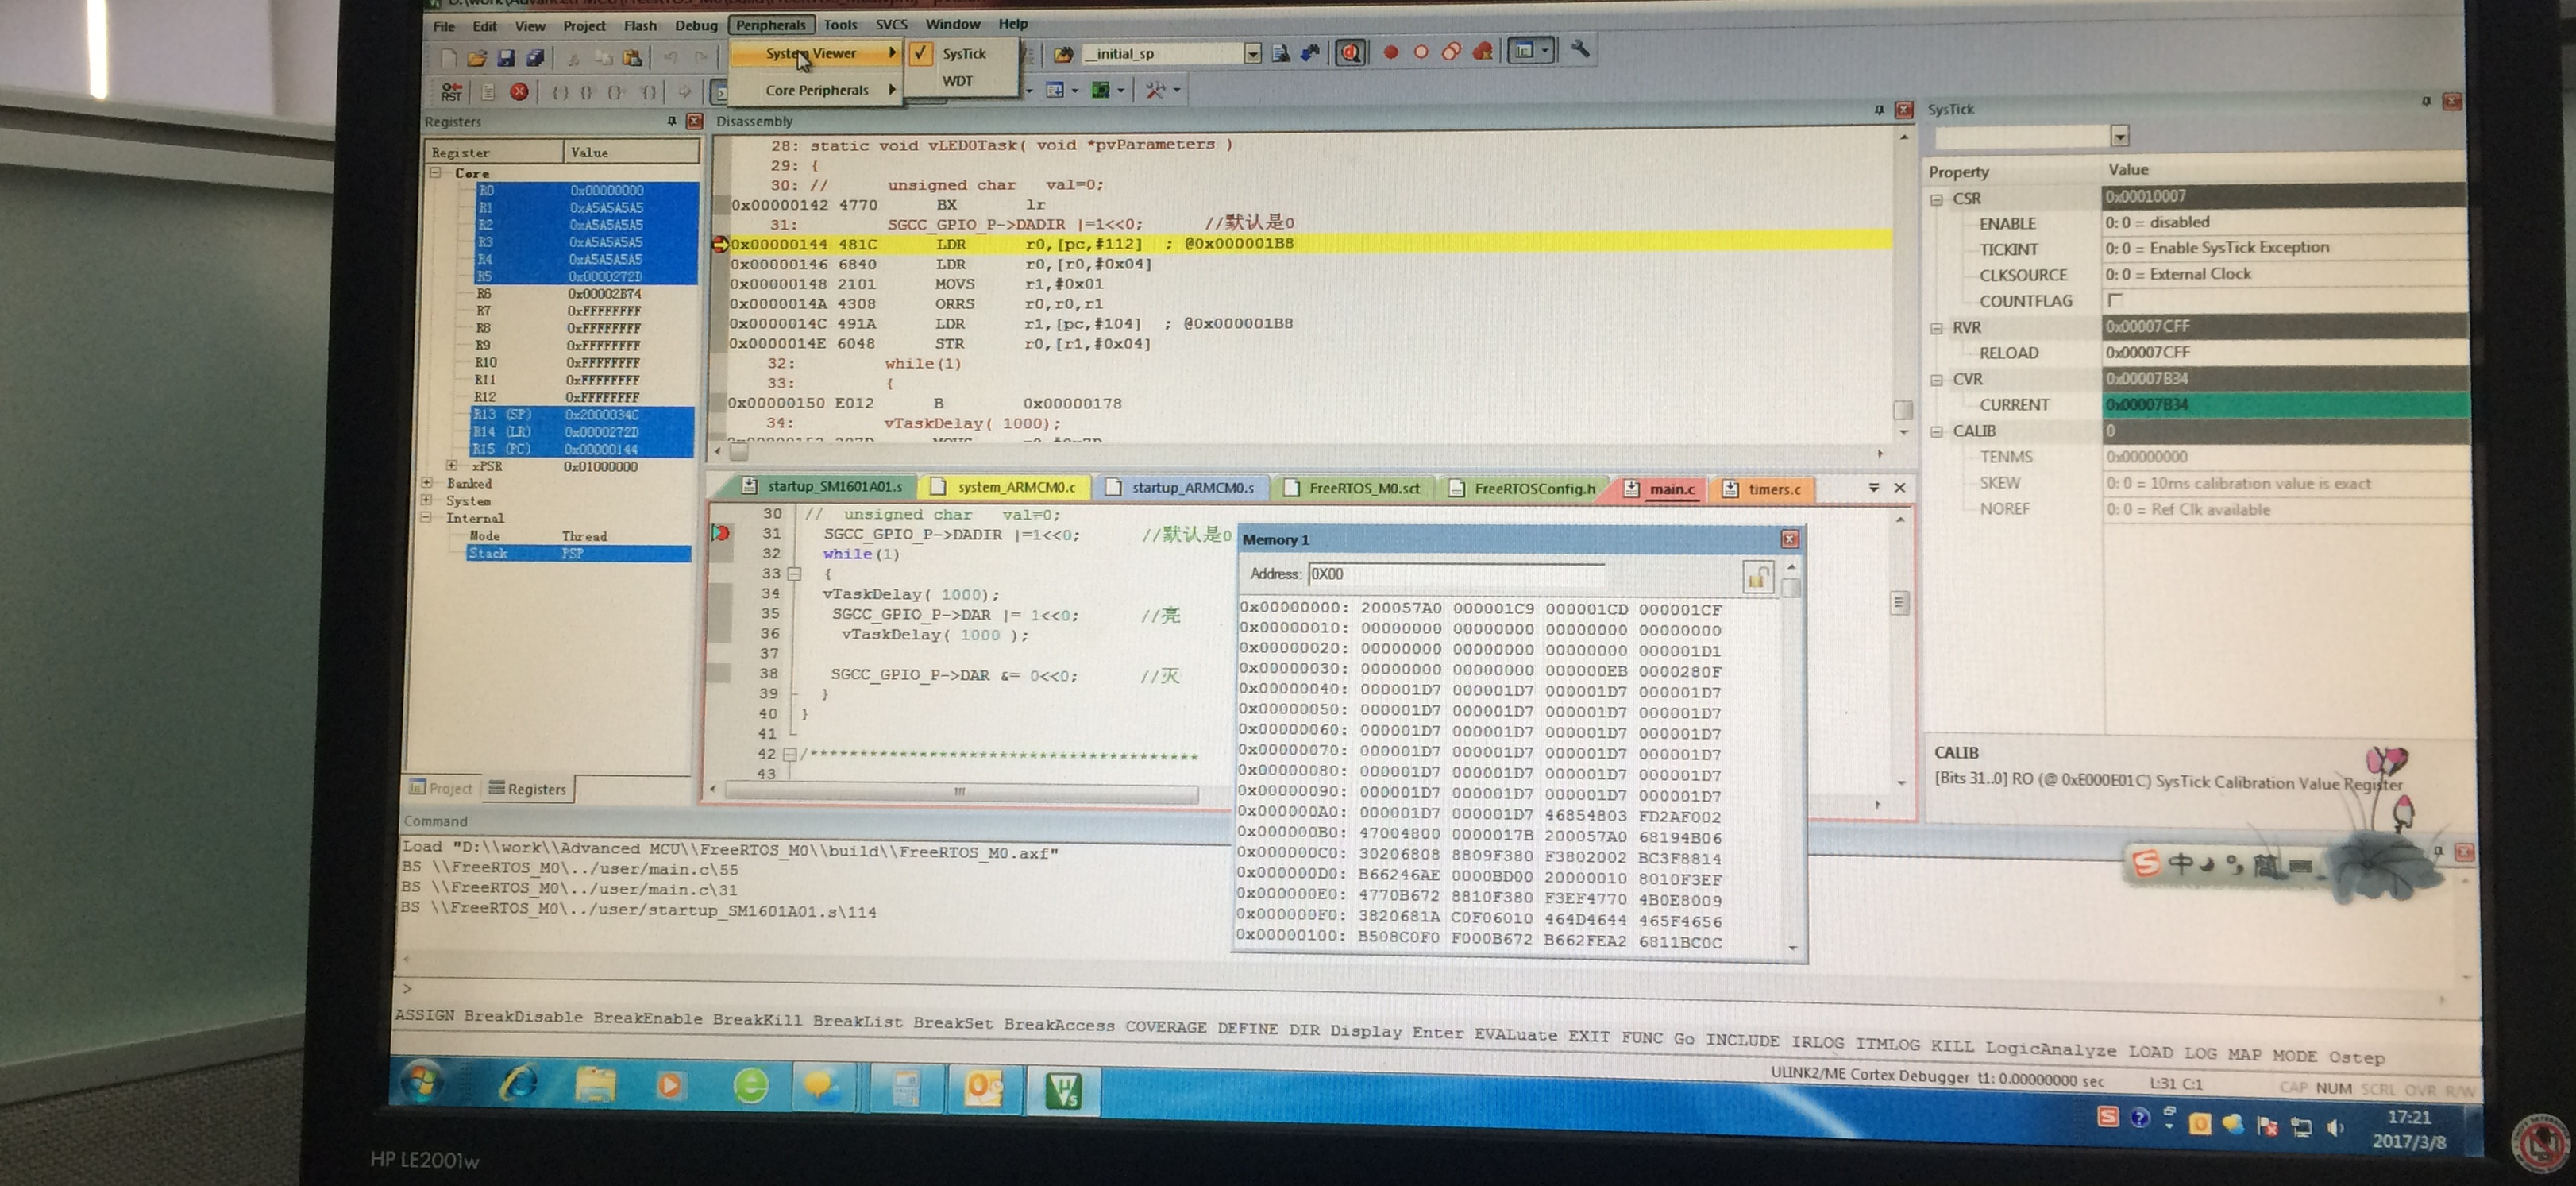 File Edit View Project Flash Debug Peripherals Tools SVCS Window Help
System Viewer
SysTick
WDT
Core Peripherals
__initial_sp
RST
Registers
Register Value
Core
R0 0x00000000
R1 0xA5A5A5A5
R2 0xA5A5A5A5
R3 0xA5A5A5A5
R4 0xA5A5A5A5
R5 0x0000272D
R6 0x00002B74
R7 0xFFFFFFFF
R8 0xFFFFFFFF
R9 0xFFFFFFFF
R10 0xFFFFFFFF
R11 0xFFFFFFFF
R12 0xFFFFFFFF
R13 (SP) 0x2000034C
R14 (LR) 0x0000272D
R15 (PC) 0x00000144
xPSR 0x01000000
Banked
System
Internal
Mode Thread
Stack PSP
Project Registers
Disassembly
28: static void vLED0Task( void *pvParameters )
29: {
30: // unsigned char val=0;
0x00000142 4770 BX lr
31: SGCC_GPIO_P->DADIR |=1<<0; //默认是0
0x00000144 481C LDR r0,[pc,#112] ; @0x000001B8
0x00000146 6840 LDR r0,[r0,#0x04]
0x00000148 2101 MOVS r1,#0x01
0x0000014A 4308 ORRS r0,r0,r1
0x0000014C 491A LDR r1,[pc,#104] ; @0x000001B8
0x0000014E 6048 STR r0,[r1,#0x04]
32: while(1)
33: {
0x00000150 E012 B 0x00000178
34: vTaskDelay( 1000);
startup_SM1601A01.s system_ARMCM0.c startup_ARMCM0.s FreeRTOS_M0.sct FreeRTOSConfig.h main.c timers.c
30 // unsigned char val=0;
31 SGCC_GPIO_P->DADIR |=1<<0; //默认是0
32 while(1)
33 {
34 vTaskDelay( 1000);
35 SGCC_GPIO_P->DAR |= 1<<0; //亮
36 vTaskDelay( 1000 );
37
38 SGCC_GPIO_P->DAR &= 0<<0; //灭
39 }
40 }
41
42 /***************************************
43
Memory 1
Address: 0X00
0x00000000: 200057A0 000001C9 000001CD 000001CF
0x00000010: 00000000 00000000 00000000 00000000
0x00000020: 00000000 00000000 00000000 000001D1
0x00000030: 00000000 00000000 000000EB 0000280F
0x00000040: 000001D7 000001D7 000001D7 000001D7
0x00000050: 000001D7 000001D7 000001D7 000001D7
0x00000060: 000001D7 000001D7 000001D7 000001D7
0x00000070: 000001D7 000001D7 000001D7 000001D7
0x00000080: 000001D7 000001D7 000001D7 000001D7
0x00000090: 000001D7 000001D7 000001D7 000001D7
0x000000A0: 000001D7 000001D7 46854803 FD2AF002
0x000000B0: 47004800 0000017B 200057A0 68194B06
0x000000C0: 30206808 8809F380 F3802002 BC3F8814
0x000000D0: B66246AE 0000BD00 20000010 8010F3EF
0x000000E0: 4770B672 8810F380 F3EF4770 4B0E8009
0x000000F0: 3820681A C0F06010 464D4644 465F4656
0x00000100: B508C0F0 F000B672 B662FEA2 6811BC0C
SysTick
Property Value
CSR 0x00010007
ENABLE 0: 0 = disabled
TICKINT 0: 0 = Enable SysTick Exception
CLKSOURCE 0: 0 = External Clock
COUNTFLAG
RVR 0x00007CFF
RELOAD 0x00007CFF
CVR 0x00007B34
CURRENT 0x00007B34
CALIB 0
TENMS 0x00000000
SKEW 0: 0 = 10ms calibration value is exact
NOREF 0: 0 = Ref Clk available
CALIB
[Bits 31..0] RO (@ 0xE000E01C) SysTick Calibration Value Register
S 中 簡
Command
Load "D:\\work\\Advanced MCU\\FreeRTOS_M0\\build\\FreeRTOS_M0.axf"
BS \\FreeRTOS_M0\../user/main.c\55
BS \\FreeRTOS_M0\../user/main.c\31
BS \\FreeRTOS_M0\../user/startup_SM1601A01.s\114
>
ASSIGN BreakDisable BreakEnable BreakKill BreakList BreakSet BreakAccess COVERAGE DEFINE DIR Display Enter EVALuate EXIT FUNC Go INCLUDE IRLOG ITMLOG KILL LogicAnalyze LOAD LOG MAP MODE Ostep
ULINK2/ME Cortex Debugger t1: 0.00000000 sec L:31 C:1 CAP NUM SCRL OVR R/W
17:21
2017/3/8
HP LE2001w